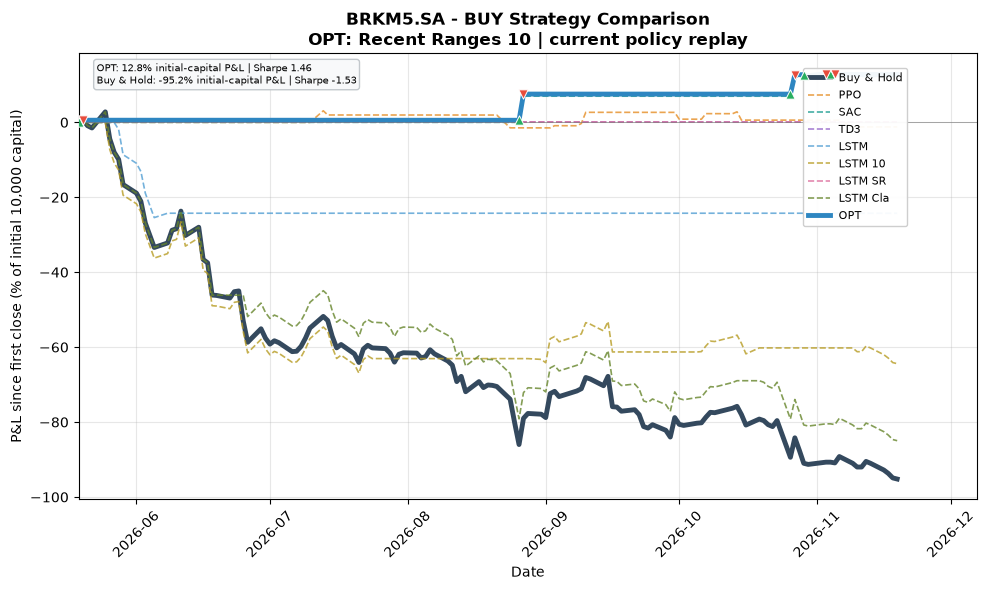 BRKM5.SA - BUY Strategy Comparison
OPT: Recent Ranges 10 | current policy replay
OPT: 12.8% initial-capital P&L | Sharpe 1.46
Buy & Hold: -95.2% initial-capital P&L | Sharpe -1.53
Buy & Hold
PPO
SAC
TD3
LSTM
LSTM 10
LSTM SR
LSTM Cla
OPT
P&L since first close (% of initial 10,000 capital)
0
−20
−40
−60
−80
−100
2026-06
2026-07
2026-08
2026-09
2026-10
2026-11
2026-12
Date